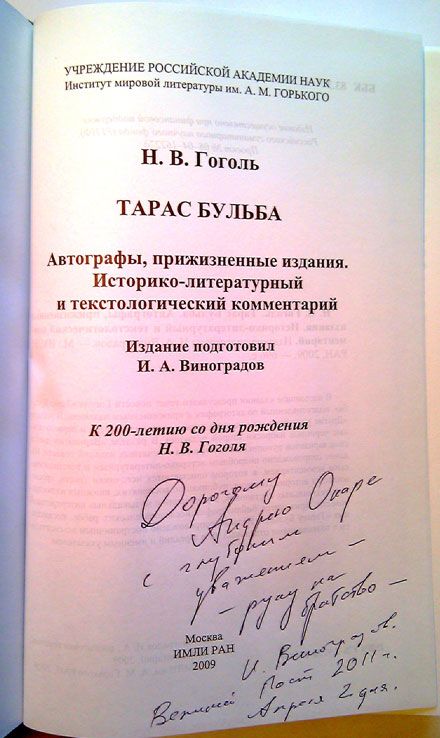 УЧРЕЖДЕНИЕ РОССИЙСКОЙ АКАДЕМИИ НАУК
Институт мировой литературы им. А. М. ГОРЬКОГО
Н. В. Гоголь
ТАРАС БУЛЬБА
Автографы, прижизненные издания.
Историко-литературный
и текстологический комментарий
Издание подготовил
И. А. Виноградов
К 200-летию со дня рождения
Н. В. Гоголя
Дорогому
Андрею Опаре
с глубоким
уважением –
– руку на
братство –
Москва
ИМЛИ РАН
2009
И. Виноградов.
Великий Пост 2011 г.
Апреля 2 дня.